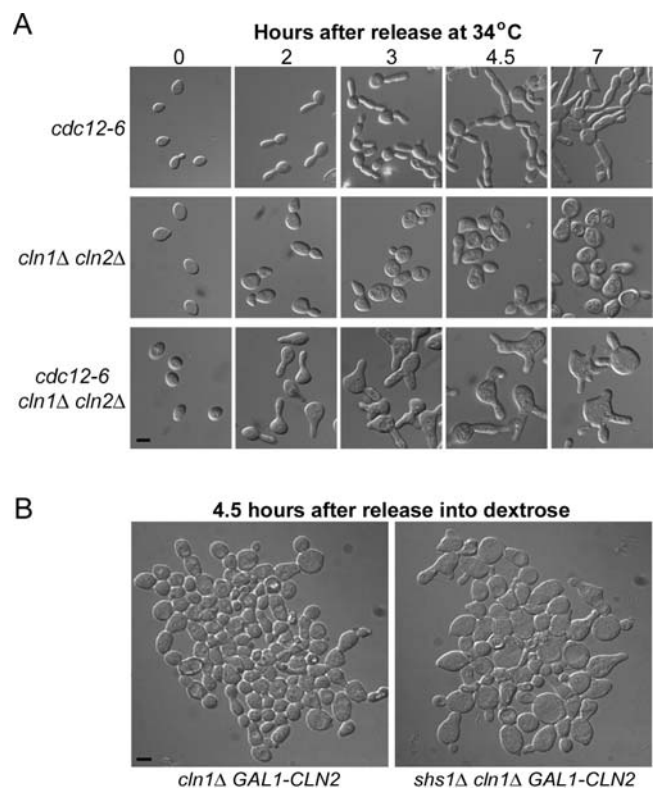 A
Hours after release at 34°C
0 2 3 4.5 7
cdc12-6
cln1Δ cln2Δ
cdc12-6
cln1Δ cln2Δ
B
4.5 hours after release into dextrose
cln1Δ GAL1-CLN2 shs1Δ cln1Δ GAL1-CLN2